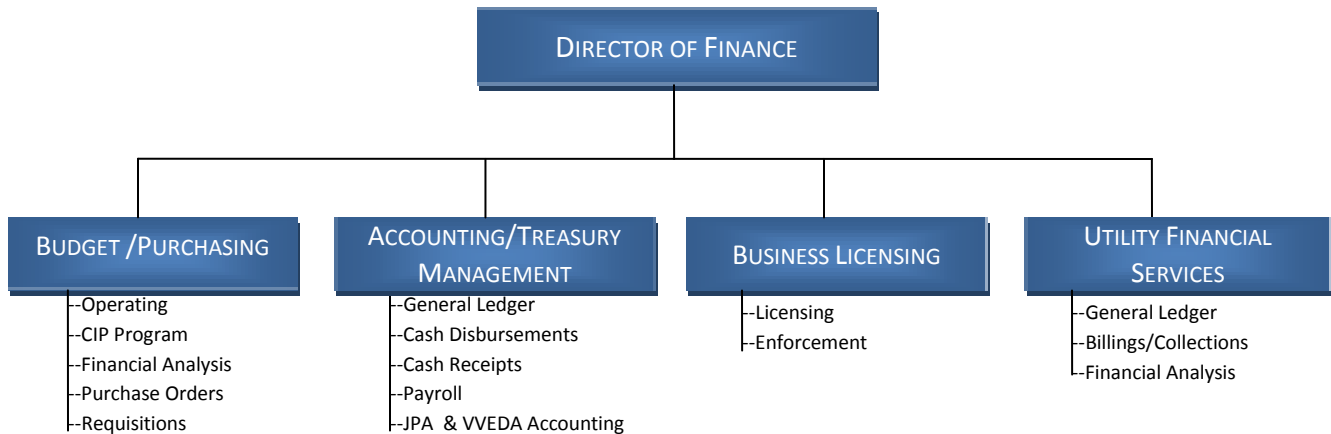 DIRECTOR OF FINANCE
BUDGET /PURCHASING
--Operating
--CIP Program
--Financial Analysis
--Purchase Orders
--Requisitions
ACCOUNTING/TREASURY
MANAGEMENT
--General Ledger
--Cash Disbursements
--Cash Receipts
--Payroll
--JPA & VVEDA Accounting
BUSINESS LICENSING
--Licensing
--Enforcement
UTILITY FINANCIAL
SERVICES
--General Ledger
--Billings/Collections
--Financial Analysis